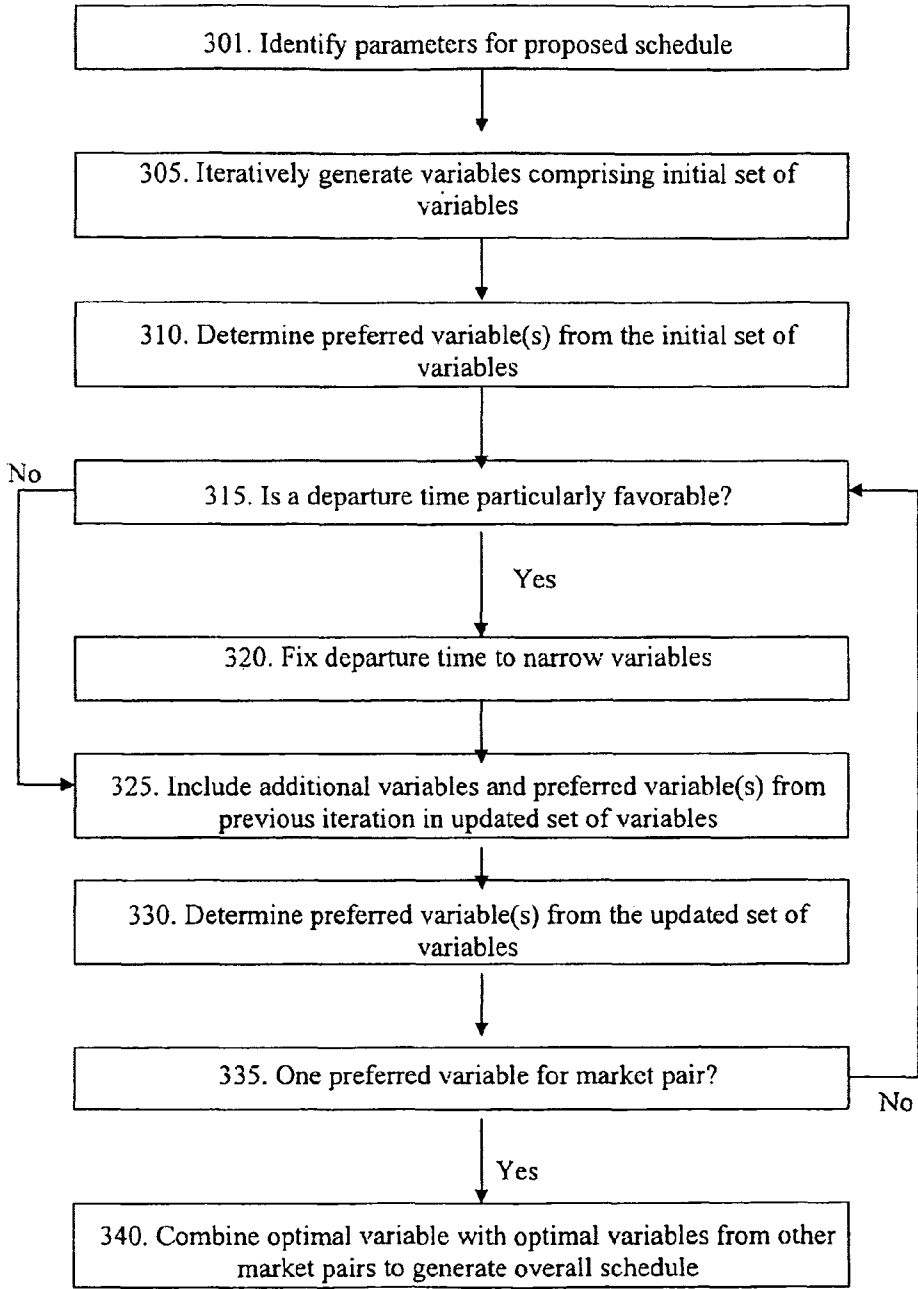 301. Identify parameters for proposed schedule
305. Iteratively generate variables comprising initial set of
variables
310. Determine preferred variable(s) from the initial set of
variables
No
315. Is a departure time particularly favorable?
Yes
320. Fix departure time to narrow variables
325. Include additional variables and preferred variable(s) from
previous iteration in updated set of variables
330. Determine preferred variable(s) from the updated set of
variables
335. One preferred variable for market pair?
No
Yes
340. Combine optimal variable with optimal variables from other
market pairs to generate overall schedule